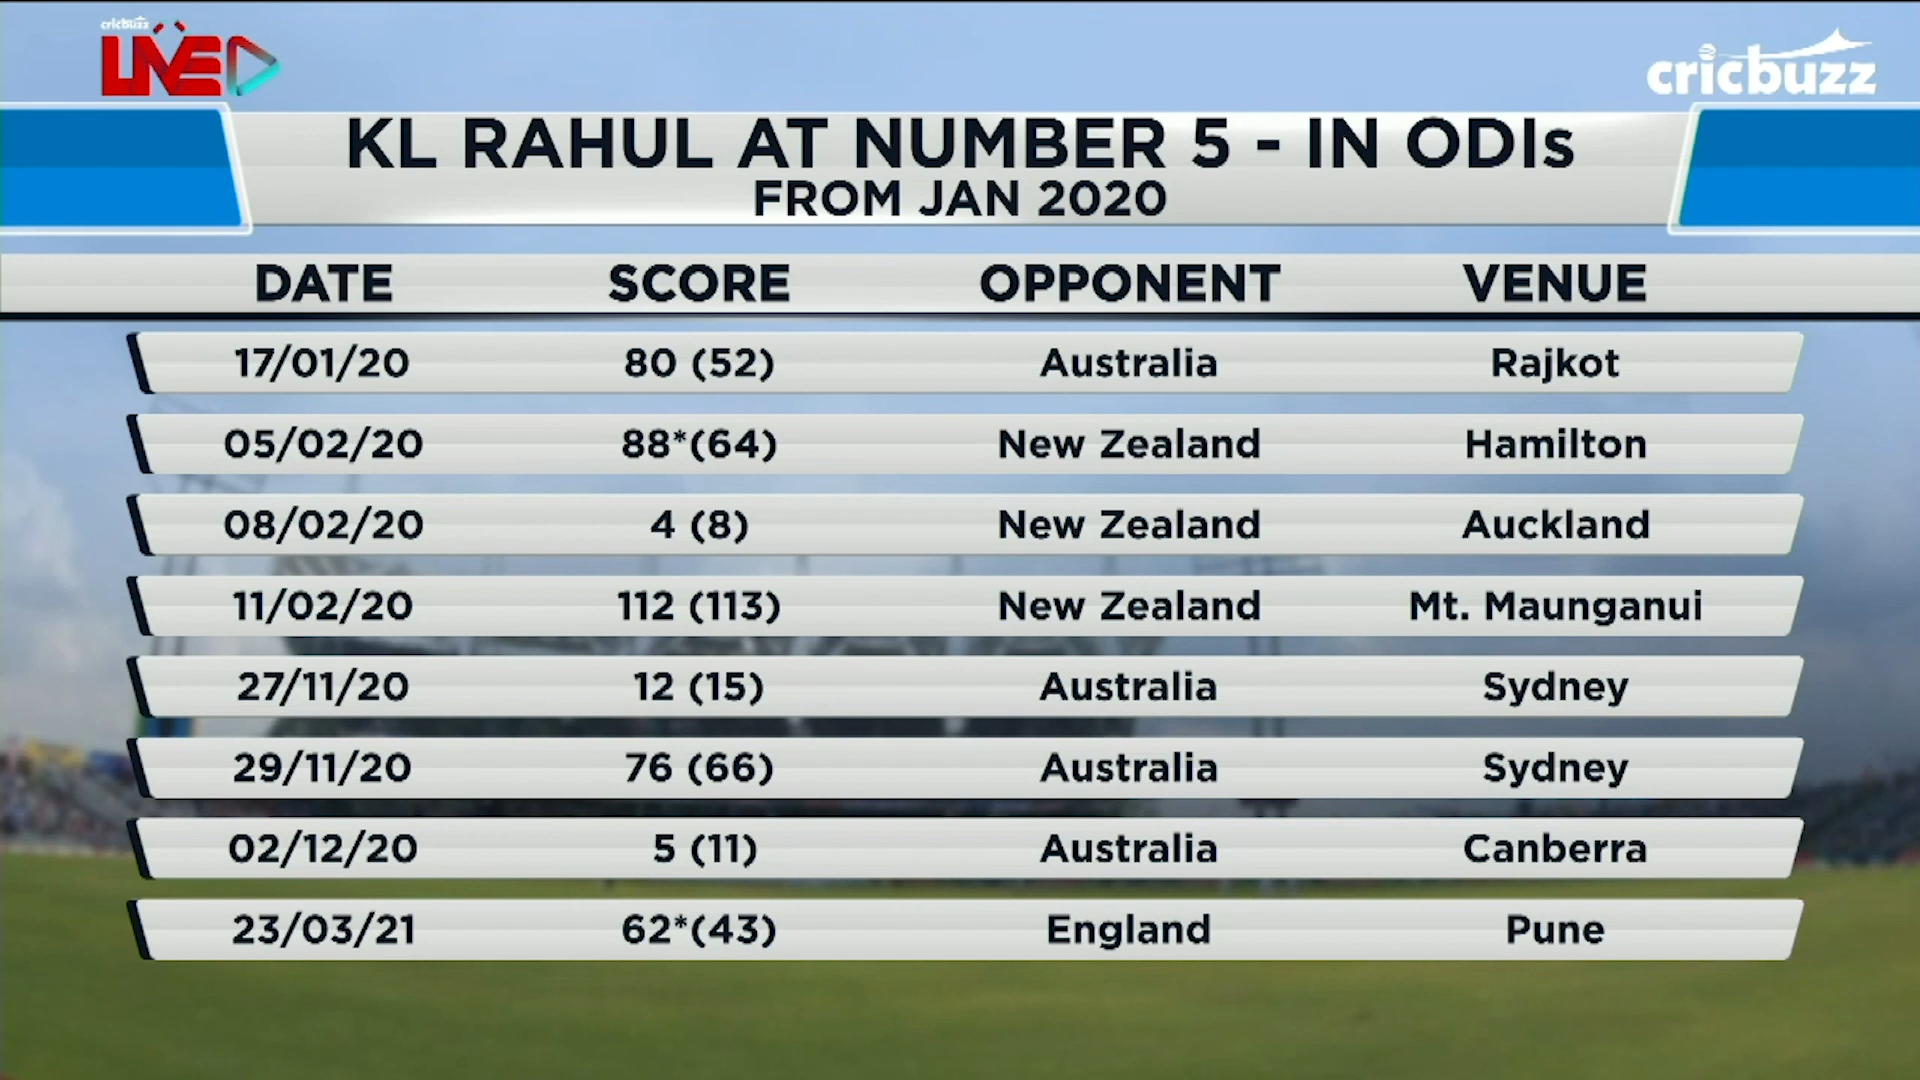 cricbuzz
LIVE
cricbuzz
KL RAHUL AT NUMBER 5 - IN ODIs
FROM JAN 2020
DATE SCORE OPPONENT VENUE
17/01/20 80 (52) Australia Rajkot
05/02/20 88*(64) New Zealand Hamilton
08/02/20 4 (8) New Zealand Auckland
11/02/20 112 (113) New Zealand Mt. Maunganui
27/11/20 12 (15) Australia Sydney
29/11/20 76 (66) Australia Sydney
02/12/20 5 (11) Australia Canberra
23/03/21 62*(43) England Pune